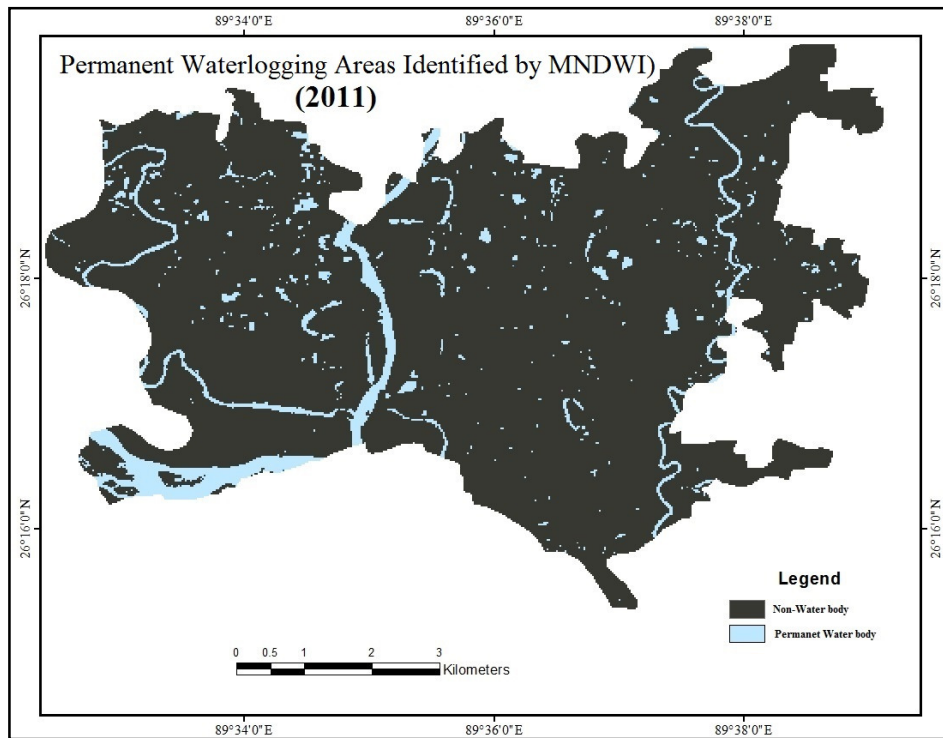 89°34'0"E 89°36'0"E 89°38'0"E
Permanent Waterlogging Areas Identified by MNDWI)
(2011)
26°18'0"N 26°18'0"N
26°16'0"N 26°16'0"N
Legend
Non-Water body
Permanet Water body
0 0.5 1 2 3
Kilometers
89°34'0"E 89°36'0"E 89°38'0"E